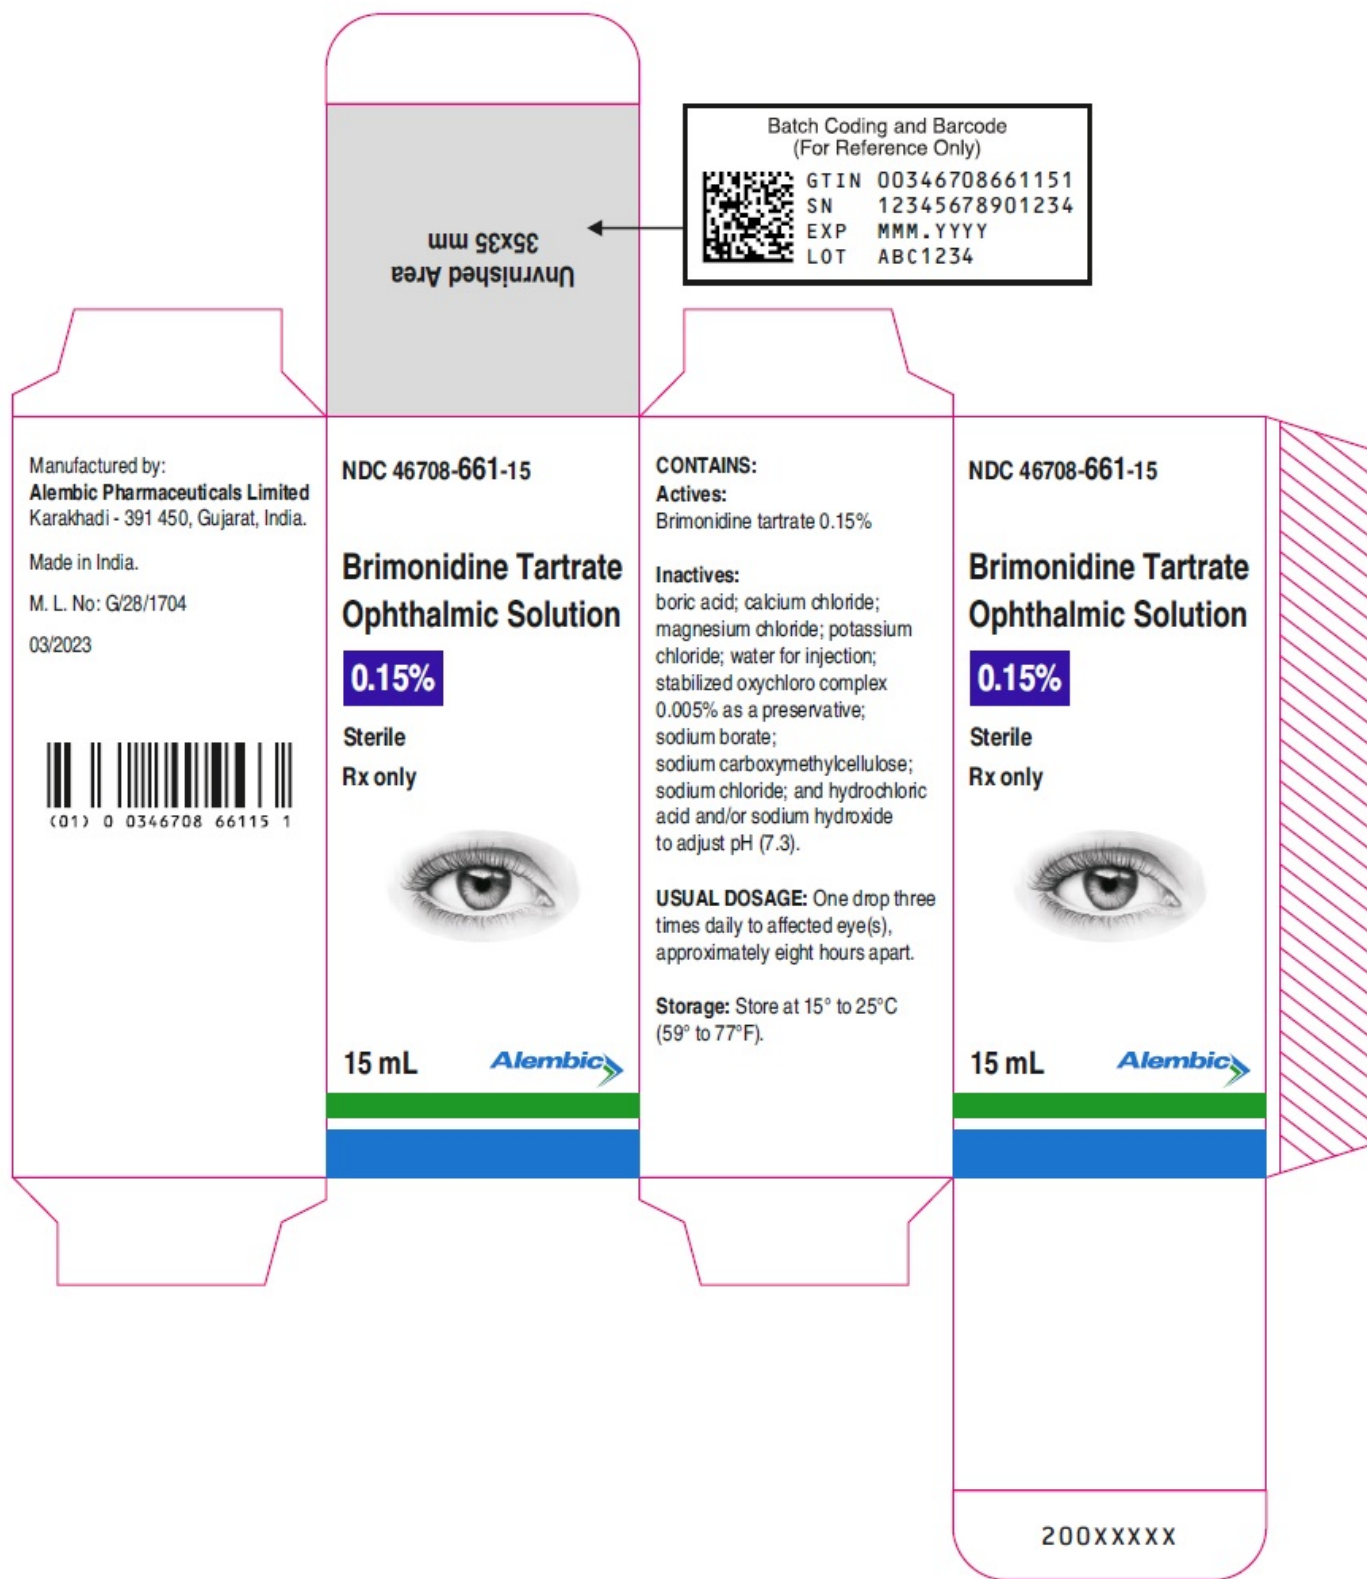 Batch Coding and Barcode
(For Reference Only)
GTIN 00346708661151
SN 12345678901234
EXP MMM.YYYY
LOT ABC1234
Unvrnished Area
35x35 mm
Manufactured by:
Alembic Pharmaceuticals Limited
Karakhadi - 391 450, Gujarat, India.
Made in India.
M. L. No: G/28/1704
03/2023
(01) 0 0346708 66115 1
NDC 46708-661-15
Brimonidine Tartrate
Ophthalmic Solution
0.15%
Sterile
Rx only
15 mL
Alembic
CONTAINS:
Actives:
Brimonidine tartrate 0.15%
Inactives:
boric acid; calcium chloride;
magnesium chloride; potassium
chloride; water for injection;
stabilized oxychloro complex
0.005% as a preservative;
sodium borate;
sodium carboxymethylcellulose;
sodium chloride; and hydrochloric
acid and/or sodium hydroxide
to adjust pH (7.3).
USUAL DOSAGE: One drop three
times daily to affected eye(s),
approximately eight hours apart.
Storage: Store at 15° to 25°C
(59° to 77°F).
NDC 46708-661-15
Brimonidine Tartrate
Ophthalmic Solution
0.15%
Sterile
Rx only
15 mL
Alembic
200XXXXX